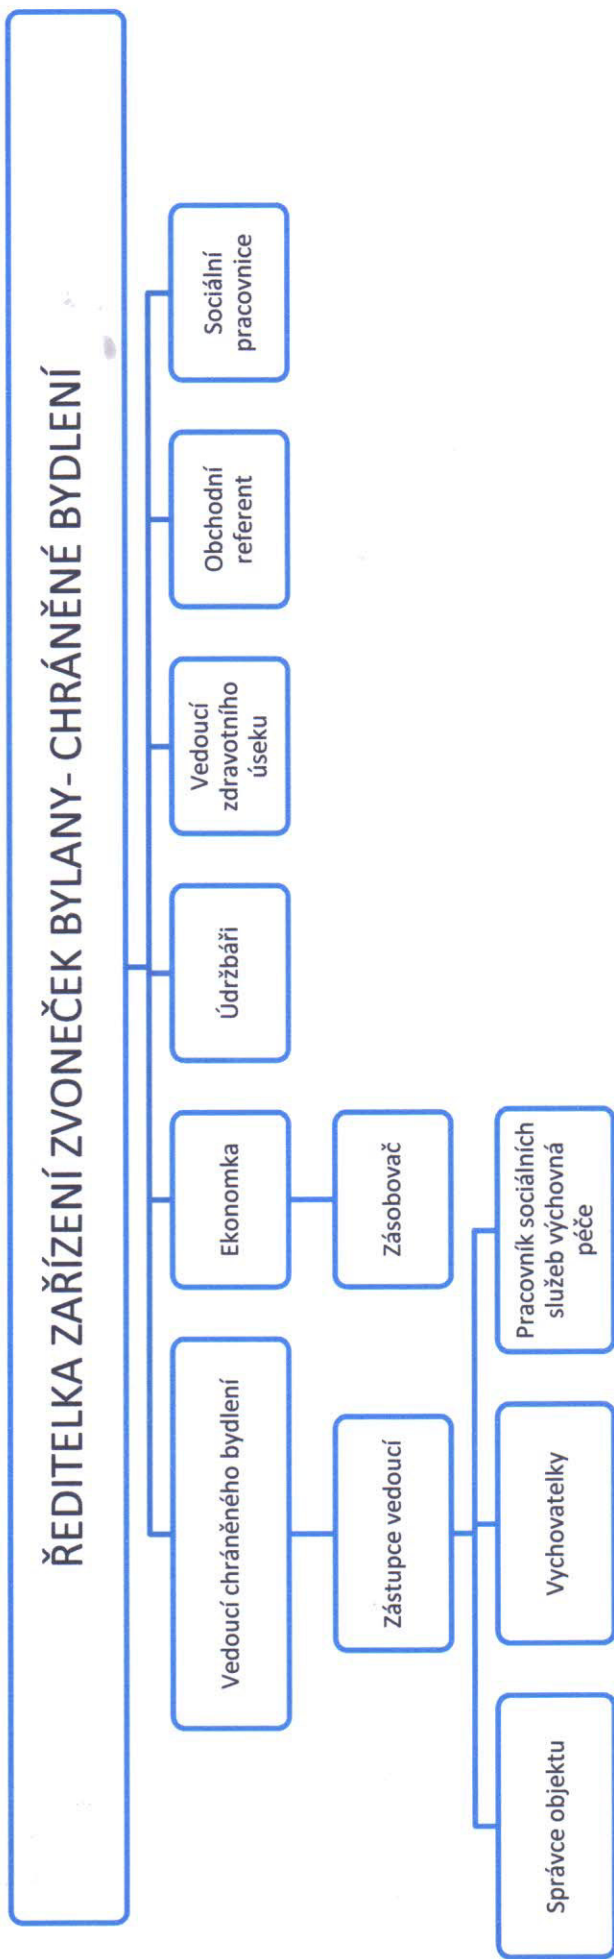 ŘEDITELKA ZAŘÍZENÍ ZVONEČEK BYLANY- CHRÁNĚNÉ BYDLENÍ
Vedoucí chráněného bydlení
Ekonomka
Údržbáři
Vedoucí
zdravotního
úseku
Obchodní
referent
Sociální
pracovnice
Zástupce vedoucí
Zásobovač
Správce objektu
Vychovatelky
Pracovník sociálních
služeb výchovná
péče